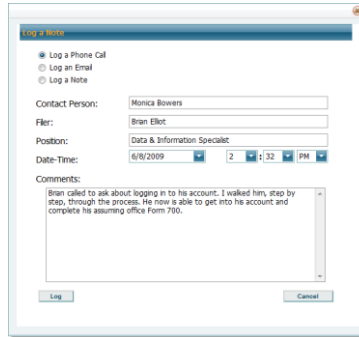 Log a Note
Log a Phone Call
Log an Email
Log a Note
Contact Person: Monica Bowers
Filer: Brian Elliot
Position: Data & Information Specialist
Date-Time: 6/8/2009 2 : 32 PM
Comments:
Brian called to ask about logging in to his account. I walked him, step by
step, through the process. He now is able to get into his account and
complete his assuming office Form 700.
Log Cancel